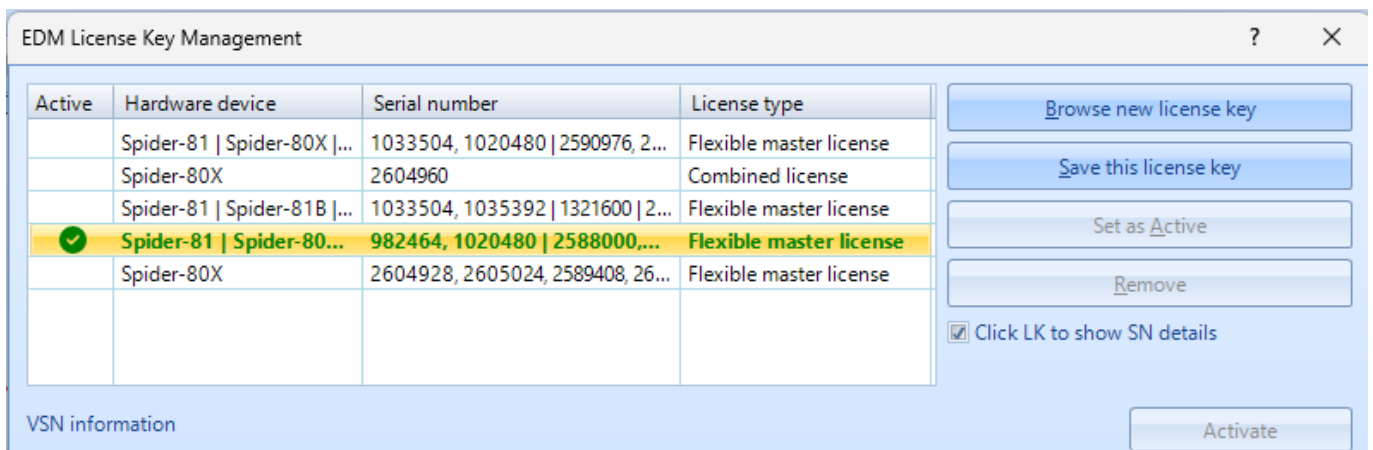 EDM License Key Management ?
Active Hardware device Serial number License type
Spider-81 | Spider-80X |... 1033504, 1020480 | 2590976, 2... Flexible master license
Spider-80X 2604960 Combined license
Spider-81 | Spider-81B |... 1033504, 1035392 | 1321600 | 2... Flexible master license
Spider-81 | Spider-80... 982464, 1020480 | 2588000,... Flexible master license
Spider-80X 2604928, 2605024, 2589408, 26... Flexible master license
Browse new license key
Save this license key
Set as Active
Remove
Click LK to show SN details
VSN information
Activate